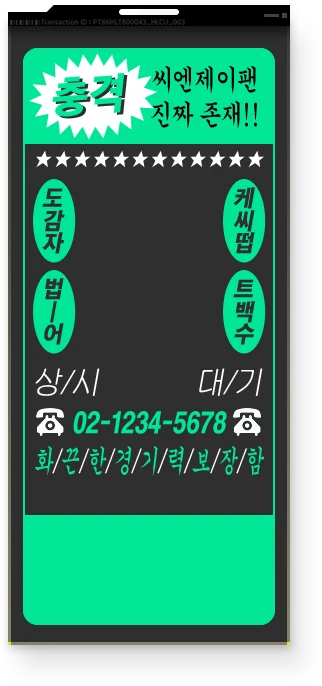 Transaction ID : PT86HLT800043_HLCU_003
충격
씨엔제이팬
진짜 존재!!
도감자
케씨떱
법ㅣ어
트백수
상/시 대/기
02-1234-5678
화/끈/한/경/기/력/보/장/함